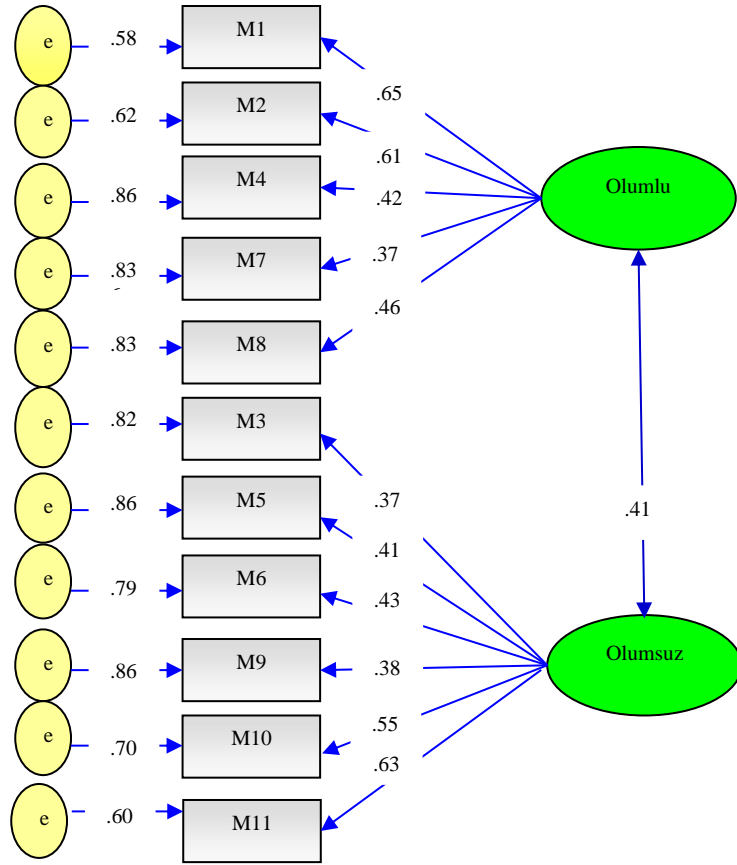 e .58 M1
.65
e .62 M2
.61
e .86 M4
.42
Olumlu
e .83 M7
.37
e .83 M8
.46
e .82 M3
.37
e .86 M5
.41
.41
e .79 M6
.43
e .86 M9
.38
Olumsuz
e .70 M10
.55
e .60 M11
.63